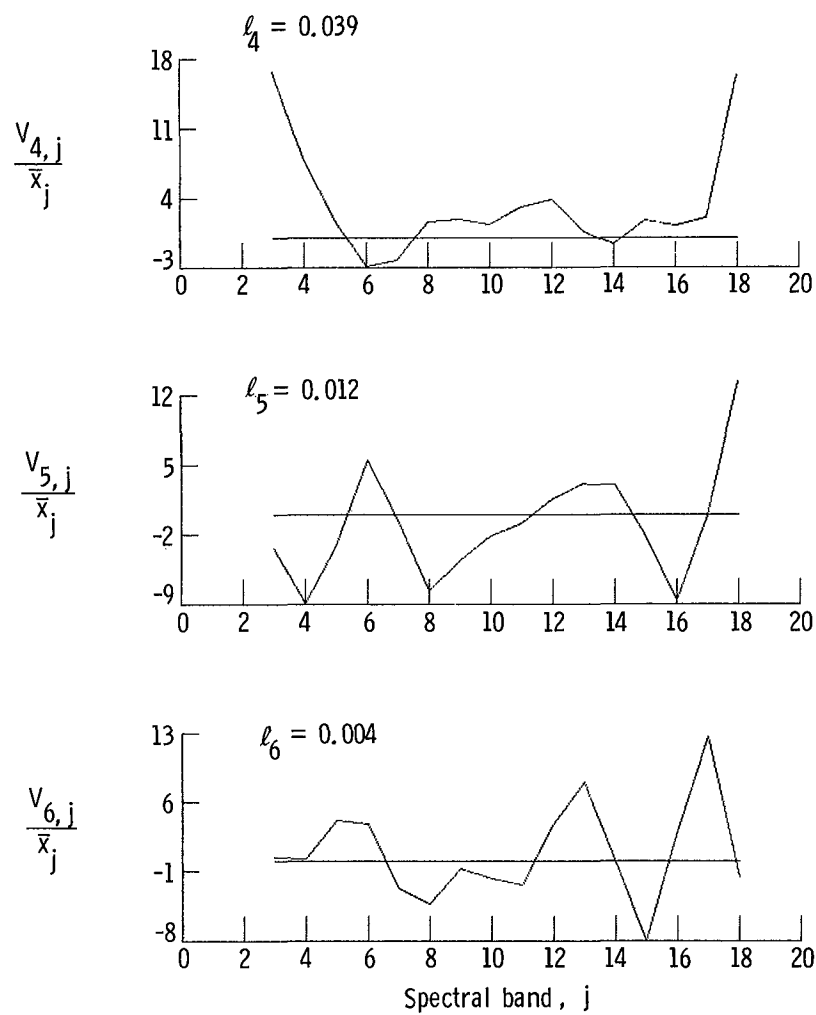 ℓ4 = 0.039
18
11
4
-3
V4, j
x̄j
0 2 4 6 8 10 12 14 16 18 20
ℓ5 = 0.012
12
5
-2
-9
V5, j
x̄j
0 2 4 6 8 10 12 14 16 18 20
ℓ6 = 0.004
13
6
-1
-8
V6, j
x̄j
0 2 4 6 8 10 12 14 16 18 20
Spectral band, j